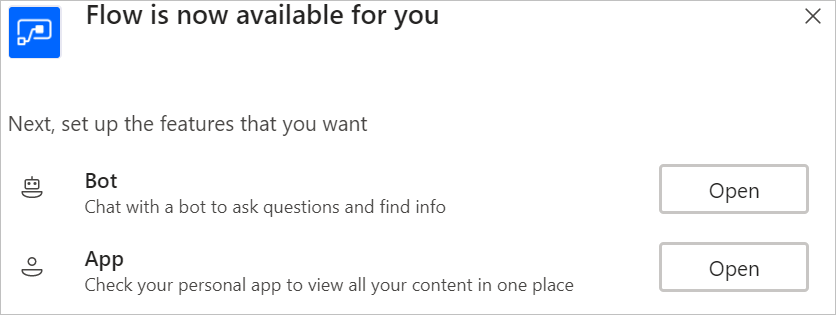 Flow is now available for you
Next, set up the features that you want
Bot
Chat with a bot to ask questions and find info
Open
App
Check your personal app to view all your content in one place
Open